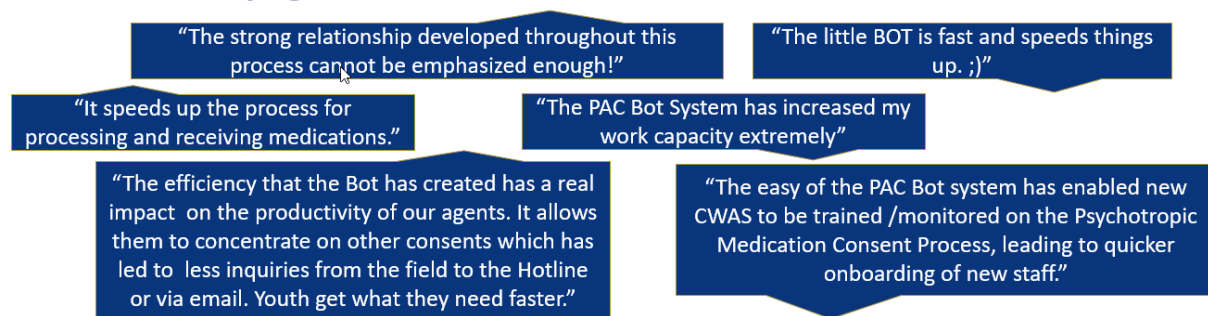 “The strong relationship developed throughout this
process cannot be emphasized enough!”
“The little BOT is fast and speeds things
up. ;)”
“It speeds up the process for
processing and receiving medications.”
“The PAC Bot System has increased my
work capacity extremely”
“The efficiency that the Bot has created has a real
impact  on the productivity of our agents. It allows
them to concentrate on other consents which has
led to  less inquiries from the field to the Hotline
or via email. Youth get what they need faster.”
“The easy of the PAC Bot system has enabled new
CWAS to be trained /monitored on the Psychotropic
Medication Consent Process, leading to quicker
onboarding of new staff.”